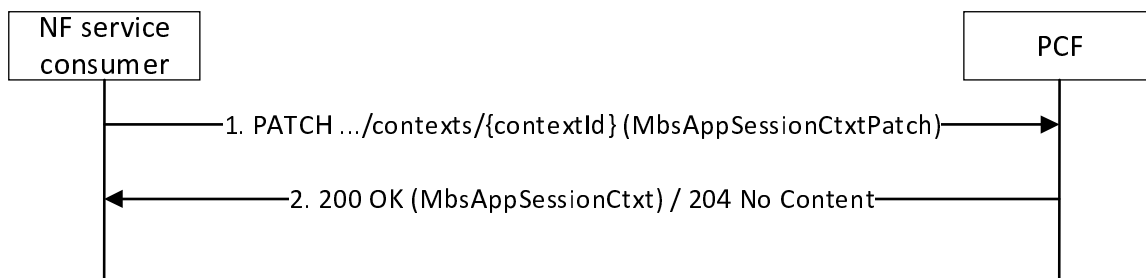 NF service
consumer
PCF
1. PATCH .../contexts/{contextId} (MbsAppSessionCtxtPatch)
2. 200 OK (MbsAppSessionCtxt) / 204 No Content